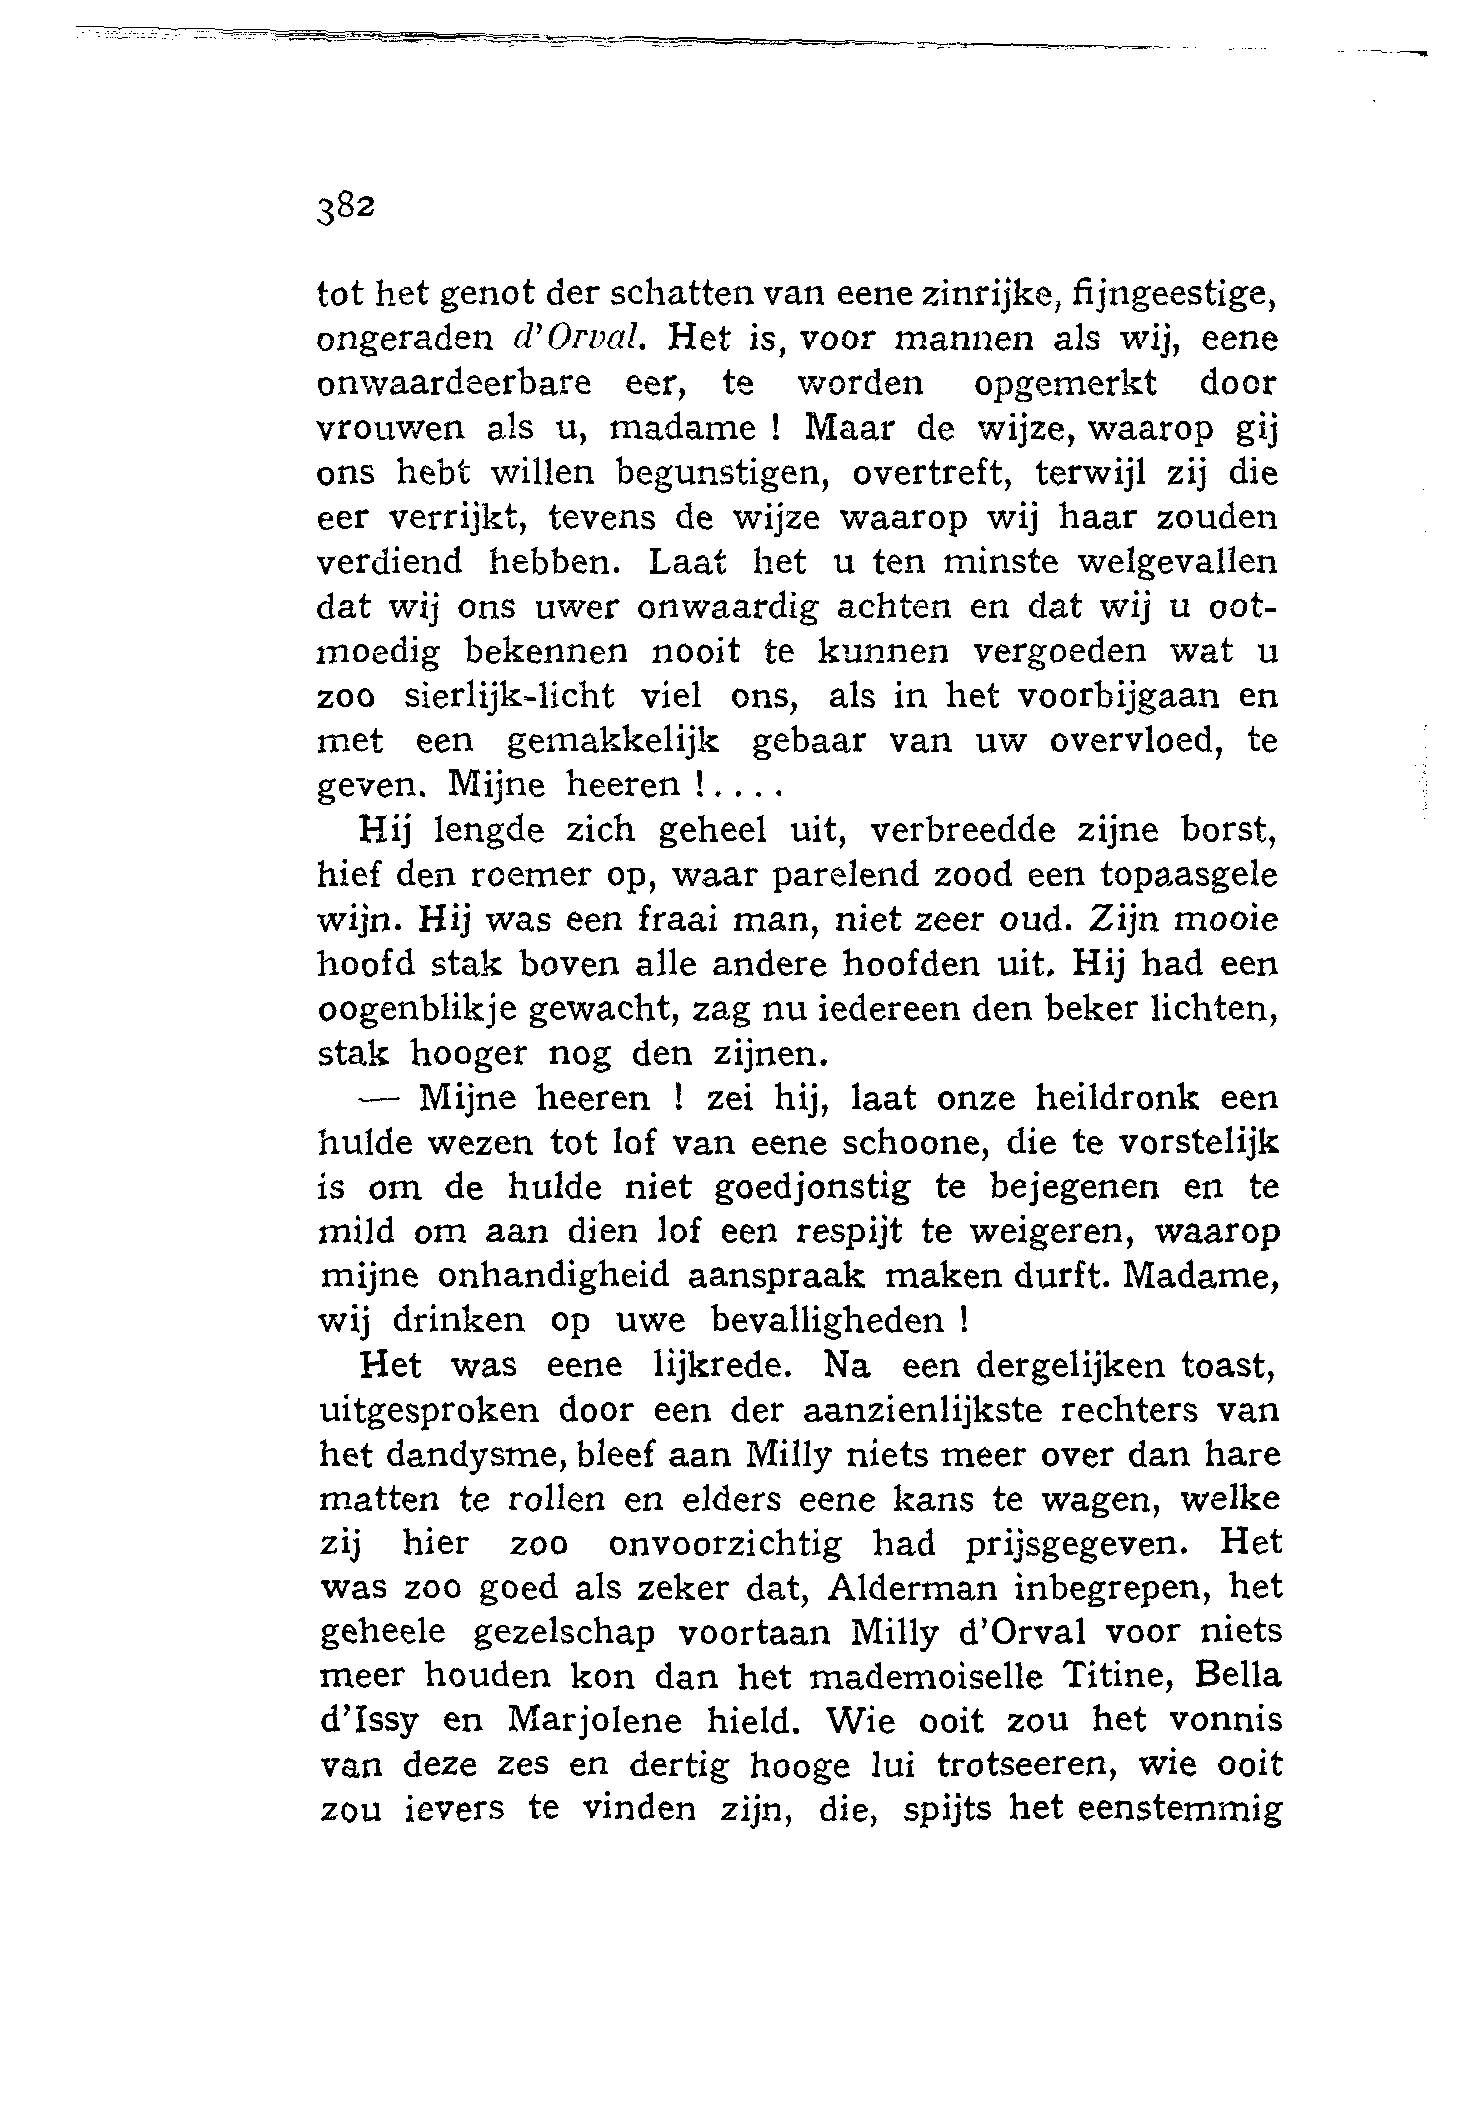 382
tot het genot der schatten van eene zinrijke, fijngeestige,
ongeraden d'Orval. Het is, voor mannen als wij, eene
onwaardeerbare eer, te worden opgemerkt door
vrouwen als u, madame ! Maar de wijze, waarop gij
ons hebt willen begunstigen, overtreft, terwijl zij die
eer verrijkt, tevens de wijze waarop wij haar zouden
verdiend hebben. Laat het u ten minste welgevallen
dat wij ons uwer onwaardig achten en dat wij u oot-
moedig bekennen nooit te kunnen vergoeden wat u
zoo sierlijk-licht viel ons, als in het voorbijgaan en
met een gemakkelijk gebaar van uw overvloed, te
geven. Mijne heeren !....
Hij lengde zich geheel uit, verbreedde zijne borst,
hief den roemer op, waar parelend zood een topaasgele
wijn. Hij was een fraai man, niet zeer oud. Zijn mooie
hoofd stak boven alle andere hoofden uit. Hij had een
oogenblikje gewacht, zag nu iedereen den beker lichten,
stak hooger nog den zijnen.
— Mijne heeren ! zei hij, laat onze heildronk een
hulde wezen tot lof van eene schoone, die te vorstelijk
is om de hulde niet goedjonstig te bejegenen en te
mild om aan dien lof een respijt te weigeren, waarop
mijne onhandigheid aanspraak maken durft. Madame,
wij drinken op uwe bevalligheden !
Het was eene lijkrede. Na een dergelijken toast,
uitgesproken door een der aanzienlijkste rechters van
het dandysme, bleef aan Milly niets meer over dan hare
matten te rollen en elders eene kans te wagen, welke
zij hier zoo onvoorzichtig had prijsgegeven. Het
was zoo goed als zeker dat, Alderman inbegrepen, het
geheele gezelschap voortaan Milly d'Orval voor niets
meer houden kon dan het mademoiselle Titine, Bella
d'Issy en Marjolene hield. Wie ooit zou het vonnis
van deze zes en dertig hooge lui trotseeren, wie ooit
zou ievers te vinden zijn, die, spijts het eenstemmig